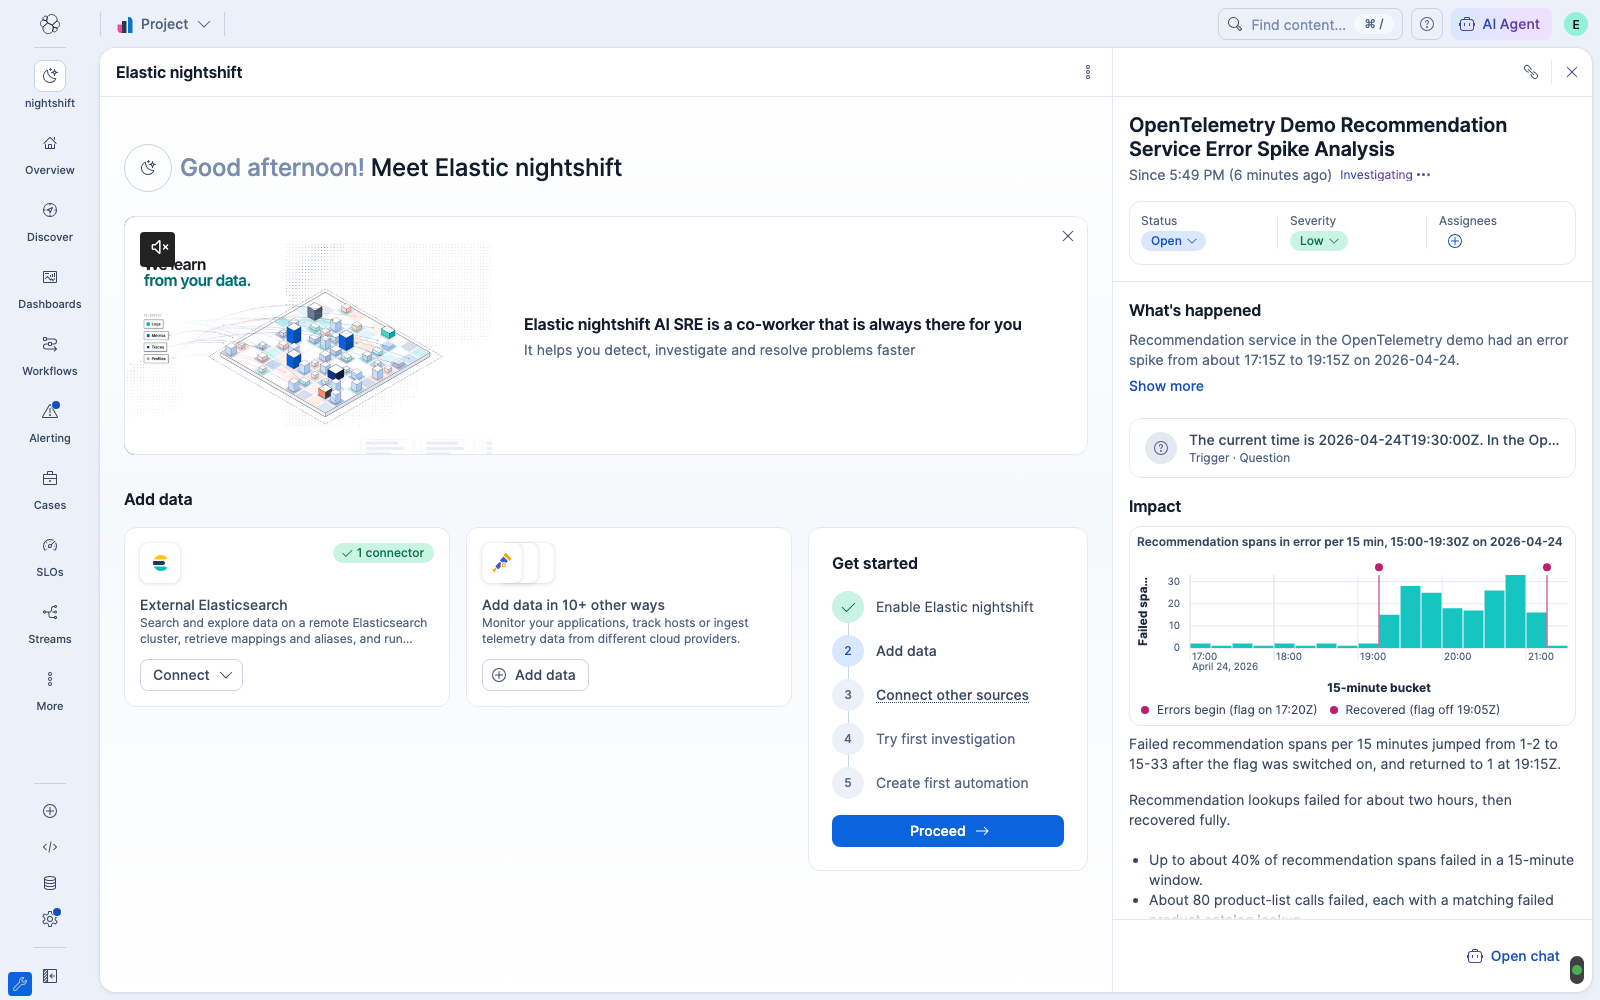 Project
Find content...
⌘ /
AI Agent
E
nightshift
Overview
Discover
Dashboards
Workflows
Alerting
Cases
SLOs
Streams
More
Elastic nightshift
Good afternoon! Meet Elastic nightshift
We learn
from your data.
Logs
Metrics
Traces
Profiles
Elastic nightshift AI SRE is a co-worker that is always there for you
It helps you detect, investigate and resolve problems faster
Add data
1 connector
External Elasticsearch
Search and explore data on a remote Elasticsearch
cluster, retrieve mappings and aliases, and run...
Connect
Add data in 10+ other ways
Monitor your applications, track hosts or ingest
telemetry data from different cloud providers.
Add data
Get started
Enable Elastic nightshift
2 Add data
3 Connect other sources
4 Try first investigation
5 Create first automation
Proceed
OpenTelemetry Demo Recommendation
Service Error Spike Analysis
Since 5:49 PM (6 minutes ago) Investigating
Status
Open
Severity
Low
Assignees
What's happened
Recommendation service in the OpenTelemetry demo had an error
spike from about 17:15Z to 19:15Z on 2026-04-24.
Show more
The current time is 2026-04-24T19:30:00Z. In the Op...
Trigger · Question
Impact
Recommendation spans in error per 15 min, 15:00-19:30Z on 2026-04-24
Failed spa...
30
20
10
0
17:00 18:00 19:00 20:00 21:00
April 24, 2026
15-minute bucket
Errors begin (flag on 17:20Z) Recovered (flag off 19:05Z)
Failed recommendation spans per 15 minutes jumped from 1-2 to
15-33 after the flag was switched on, and returned to 1 at 19:15Z.
Recommendation lookups failed for about two hours, then
recovered fully.
Up to about 40% of recommendation spans failed in a 15-minute
window.
About 80 product-list calls failed, each with a matching failed
product-catalog lookup.
Open chat